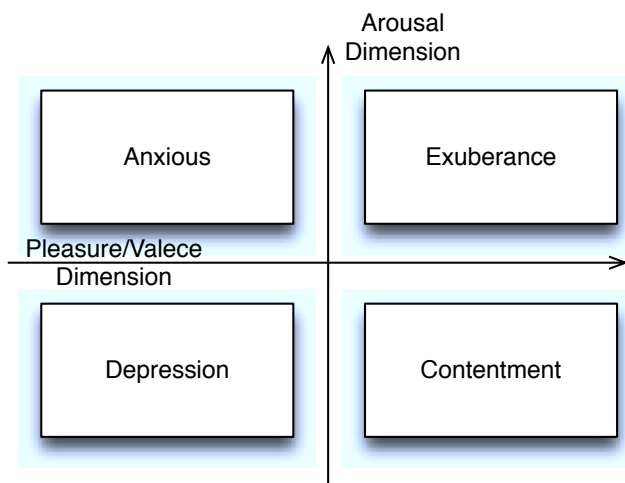 Arousal
Dimension
Anxious
Exuberance
Pleasure/Valece
Dimension
Depression
Contentment